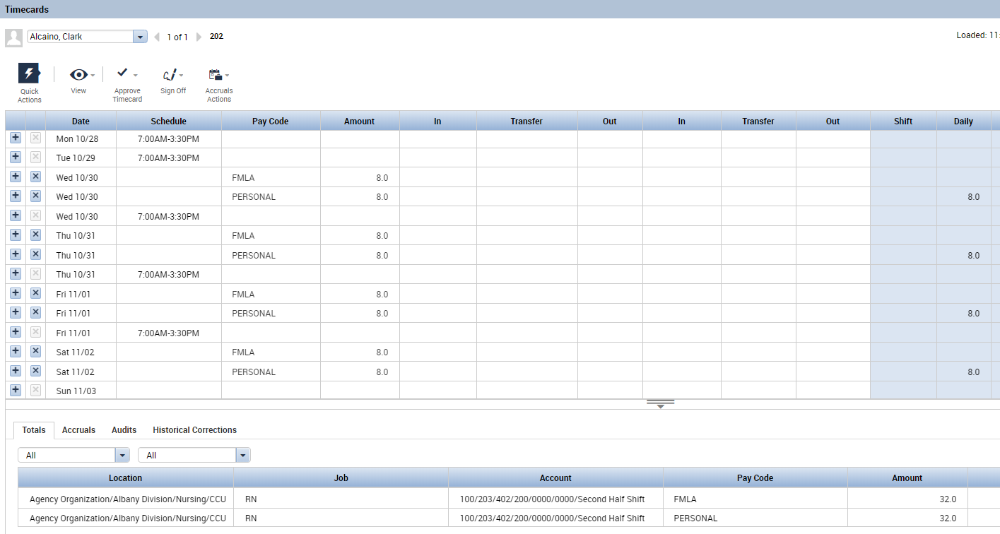 Timecards
Alcaino, Clark 1 of 1 202 Loaded: 11:
Quick Actions View Approve Timecard Sign Off Accruals Actions
Date Schedule Pay Code Amount In Transfer Out In Transfer Out Shift Daily
Mon 10/28 7:00AM-3:30PM
Tue 10/29 7:00AM-3:30PM
Wed 10/30 FMLA 8.0
Wed 10/30 PERSONAL 8.0 8.0
Wed 10/30 7:00AM-3:30PM
Thu 10/31 FMLA 8.0
Thu 10/31 PERSONAL 8.0 8.0
Thu 10/31 7:00AM-3:30PM
Fri 11/01 FMLA 8.0
Fri 11/01 PERSONAL 8.0 8.0
Fri 11/01 7:00AM-3:30PM
Sat 11/02 FMLA 8.0
Sat 11/02 PERSONAL 8.0 8.0
Sun 11/03
Totals Accruals Audits Historical Corrections
All All
Location Job Account Pay Code Amount
Agency Organization/Albany Division/Nursing/CCU RN 100/203/402/200/0000/0000/Second Half Shift FMLA 32.0
Agency Organization/Albany Division/Nursing/CCU RN 100/203/402/200/0000/0000/Second Half Shift PERSONAL 32.0